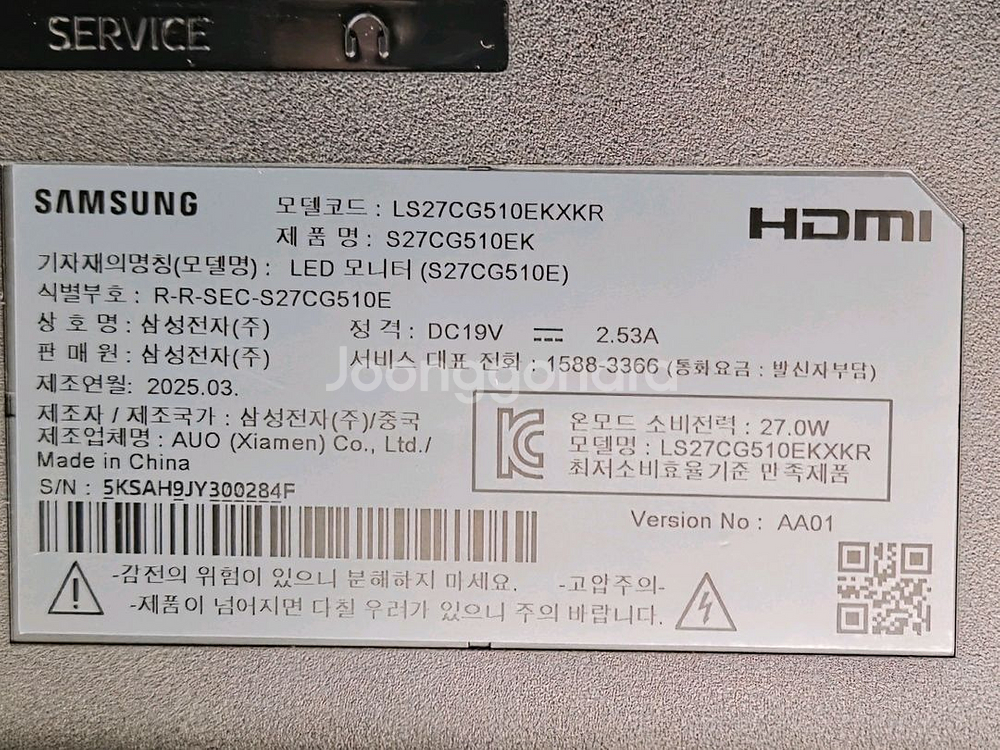 SERVICE
SAMSUNG
모델코드 : LS27CG510EKXKR
제 품 명 : S27CG510EK
HDMI
기자재의명칭(모델명) : LED 모니터 (S27CG510E)
식별부호 : R-R-SEC-S27CG510E
상 호 명 : 삼성전자(주) 정 격 : DC19V 2.53A
판 매 원 : 삼성전자(주) 서비스 대표 전화 : 1588-3366 (통화요금 : 발신자부담)
Joonggonara
제조연월: 2025.03.
제조자 / 제조국가 : 삼성전자(주)/중국
제조업체명 : AUO (Xiamen) Co., Ltd./
Made in China
S/N : 5KSAH9JY300284F
온모드 소비전력 : 27.0W
모델명 : LS27CG510EKXKR
최저소비효율기준 만족제품
Version No : AA01
-감전의 위험이 있으니 분해하지 마세요. -고압주의-
-제품이 넘어지면 다칠 우려가 있으니 주의 바랍니다.